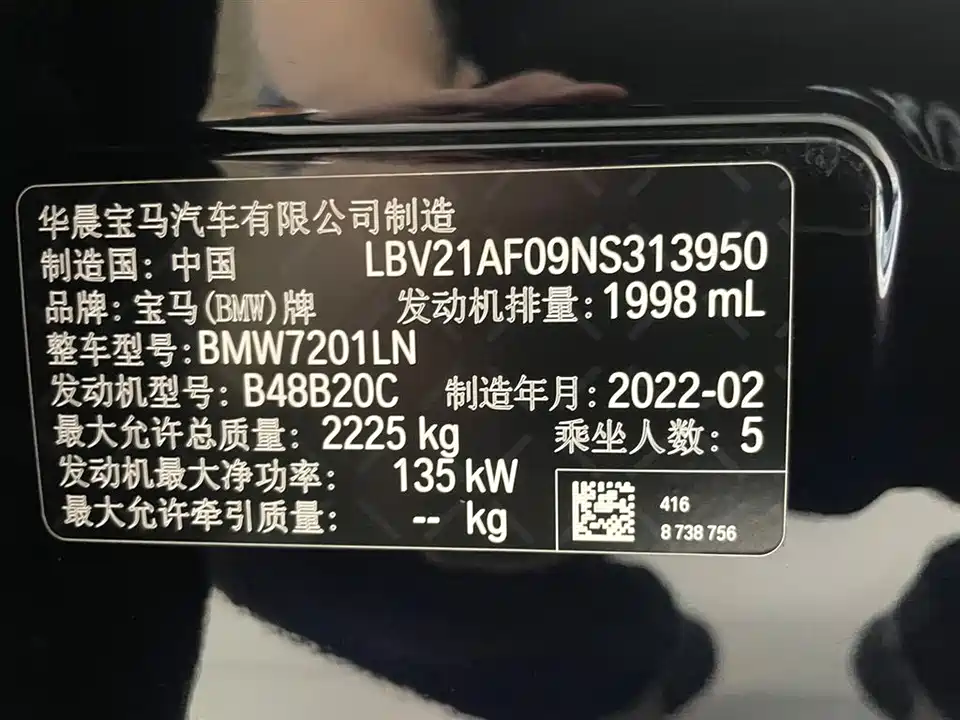 华晨宝马汽车有限公司制造
制造国：中国 LBV21AF09NS313950
品牌：宝马(BMW)牌 发动机排量：1998 mL
整车型号：BMW7201LN
发动机型号：B48B20C 制造年月：2022-02
最大允许总质量：2225 kg 乘坐人数：5
发动机最大净功率：135 kW
最大允许牵引质量：-- kg
416
8 738 756